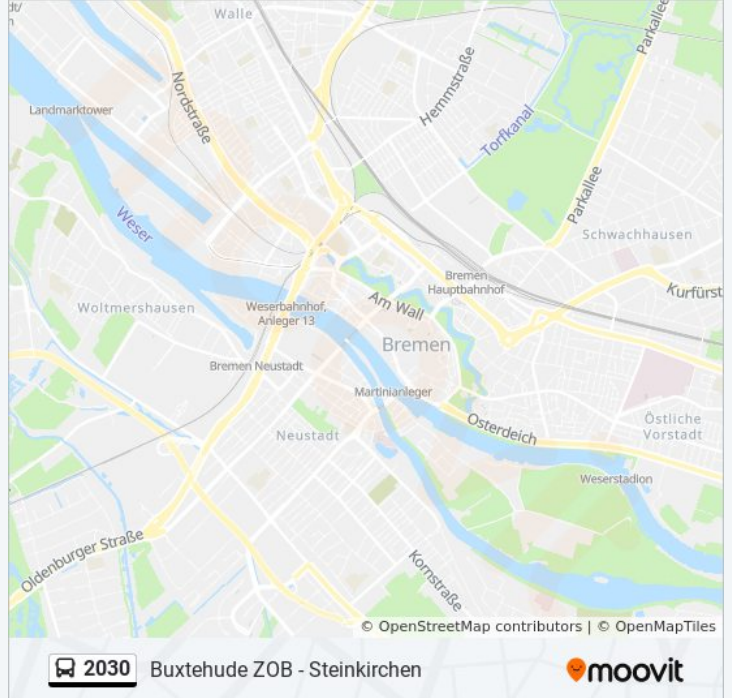 dt/
Walle
Parkallee
Hemmstraße
Nordstraße
Landmarktower
Torfkanal
Parkallee
Weser
Schwachhausen
Bremen
Hauptbahnhof
Kurfürst
Am Wall
Woltmershausen
Weserbahnhof,
Anleger 13
Bremen
Bremen Neustadt
Martinianleger
Osterdeich
Östliche
Vorstadt
Neustadt
Weserstadion
Oldenburger Straße
Kornstraße
© OpenStreetMap contributors | © OpenMapTiles
2030 Buxtehude ZOB - Steinkirchen
moovit